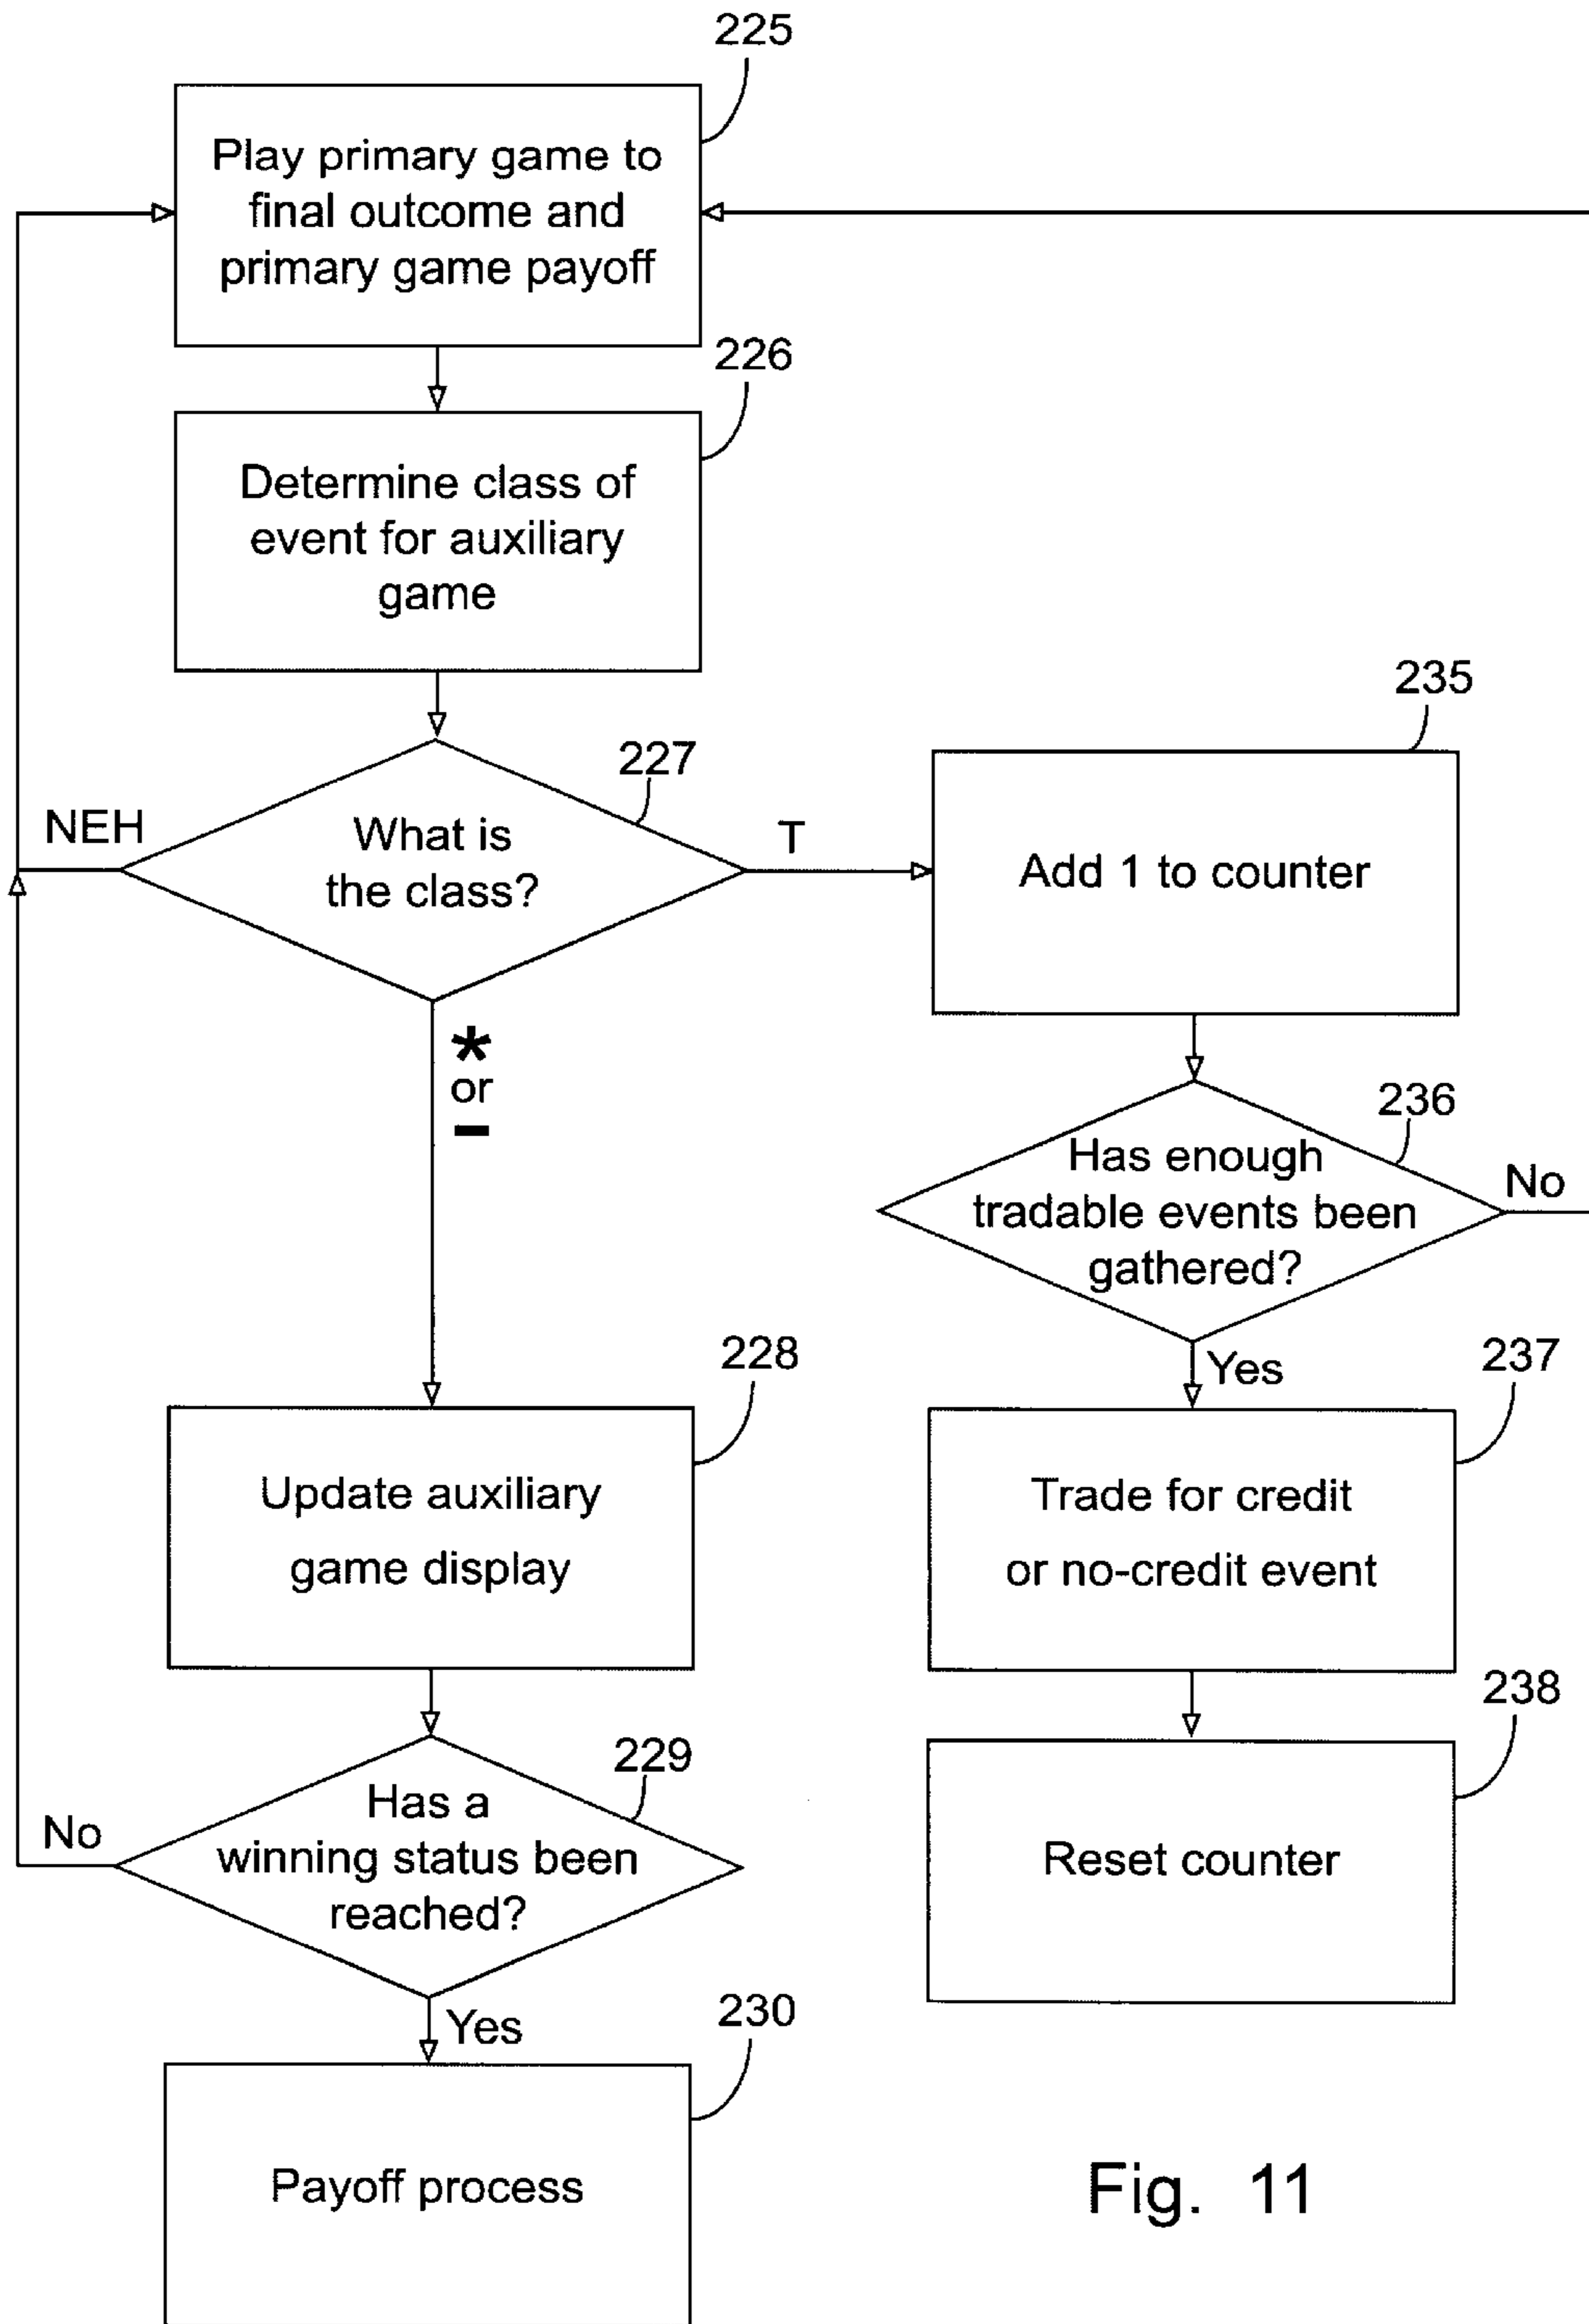 225
Play primary game to
final outcome and
primary game payoff
226
Determine class of
event for auxiliary
game
227
What is
the class?
NEH
T
235
Add 1 to counter
*
or
-
236
Has enough
tradable events been
gathered?
No
Yes
228
Update auxiliary
game display
237
Trade for credit
or no-credit event
229
Has a
winning status been
reached?
No
Yes
238
Reset counter
230
Payoff process
Fig. 11